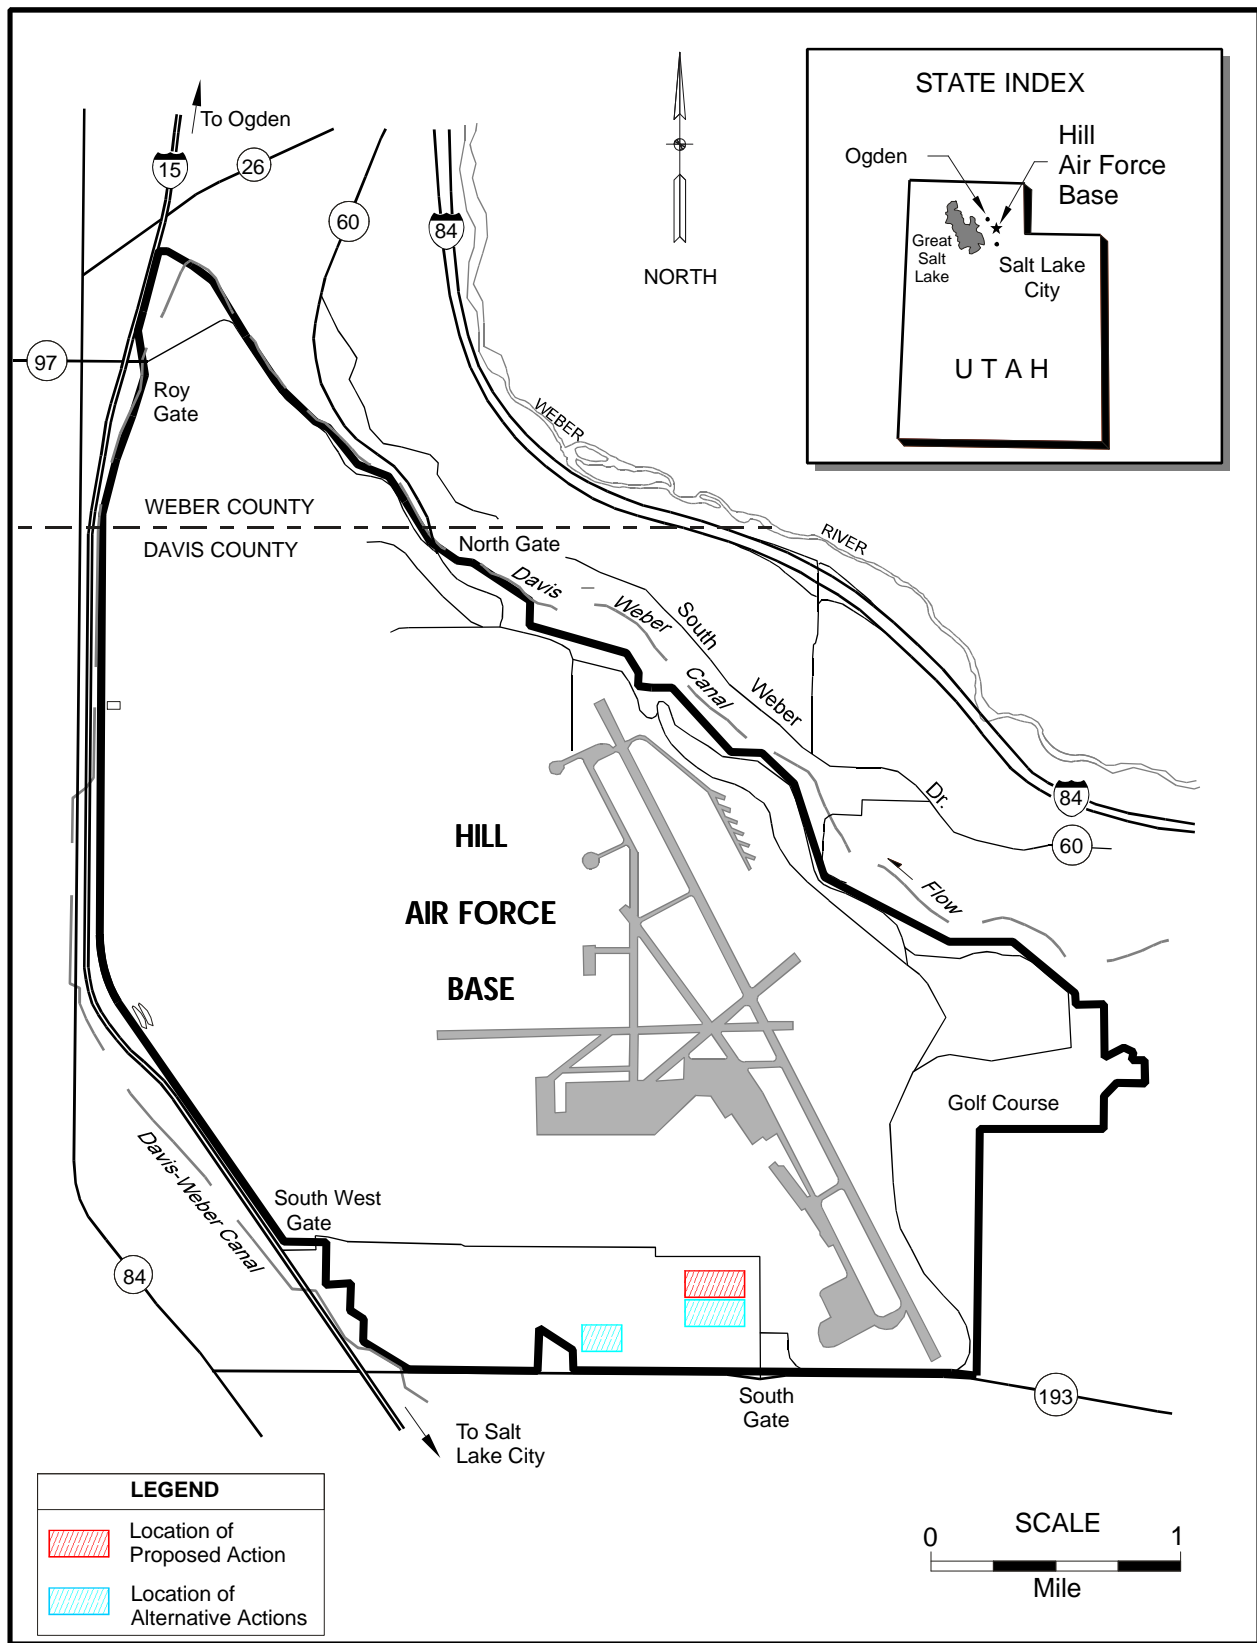 STATE INDEX
Ogden
Hill
Air Force
Base
Great
Salt
Lake
Salt Lake
City
UTAH
To Ogden
15
26
60
84
NORTH
97
Roy
Gate
WEBER
RIVER
WEBER COUNTY
DAVIS COUNTY
North Gate
Davis
Weber
Canal
South
Weber
Dr.
84
60
Flow
HILL
AIR FORCE
BASE
Golf Course
Davis-Weber Canal
South West
Gate
84
South
Gate
193
To Salt
Lake City
LEGEND
Location of
Proposed Action
Location of
Alternative Actions
SCALE
0 1
Mile